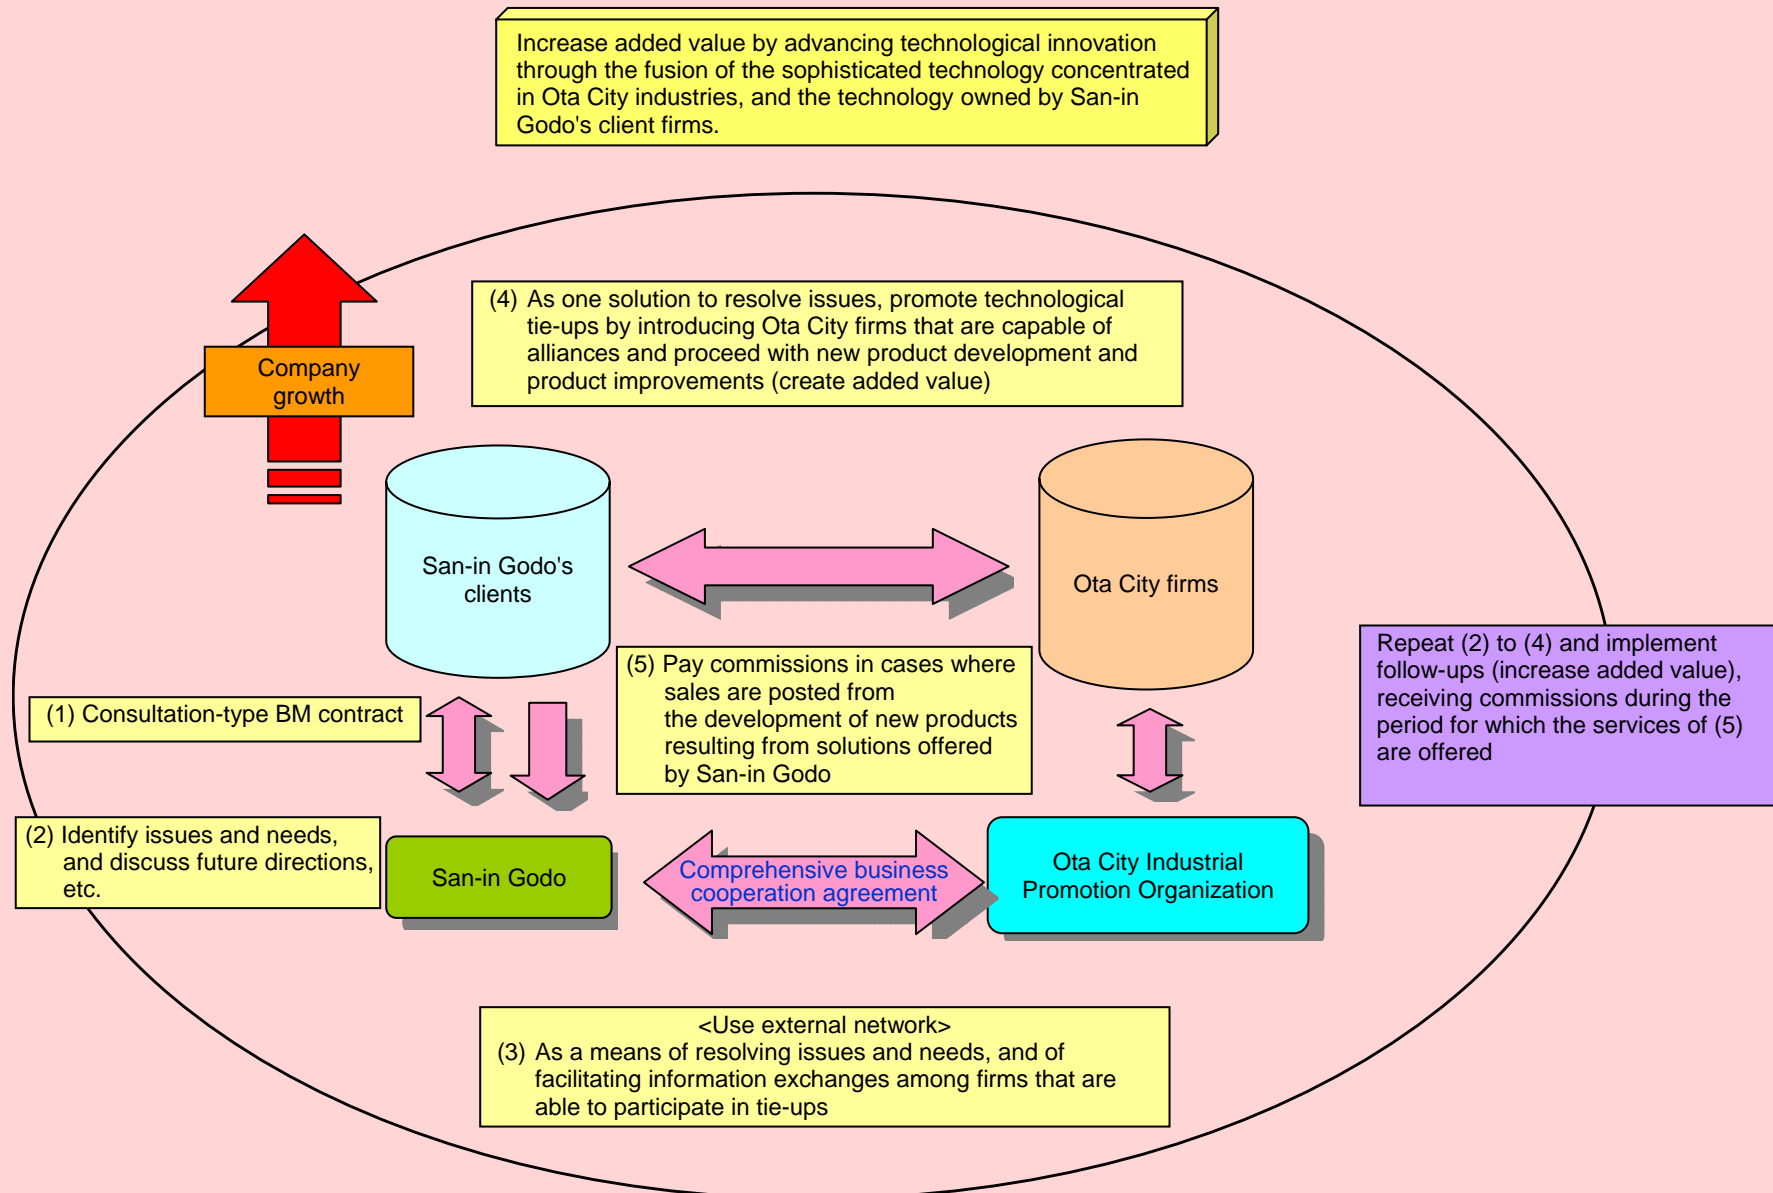 Increase added value by advancing technological innovation
through the fusion of the sophisticated technology concentrated
in Ota City industries, and the technology owned by San-in
Godo's client firms.
(4) As one solution to resolve issues, promote technological
tie-ups by introducing Ota City firms that are capable of
alliances and proceed with new product development and
product improvements (create added value)
Company
growth
San-in Godo's
clients
Ota City firms
(5) Pay commissions in cases where
sales are posted from
the development of new products
resulting from solutions offered
by San-in Godo
Repeat (2) to (4) and implement
follow-ups (increase added value),
receiving commissions during the
period for which the services of (5)
are offered
(1) Consultation-type BM contract
(2) Identify issues and needs,
and discuss future directions,
etc.
San-in Godo
Comprehensive business
cooperation agreement
Ota City Industrial
Promotion Organization
<Use external network>
(3) As a means of resolving issues and needs, and of
facilitating information exchanges among firms that are
able to participate in tie-ups